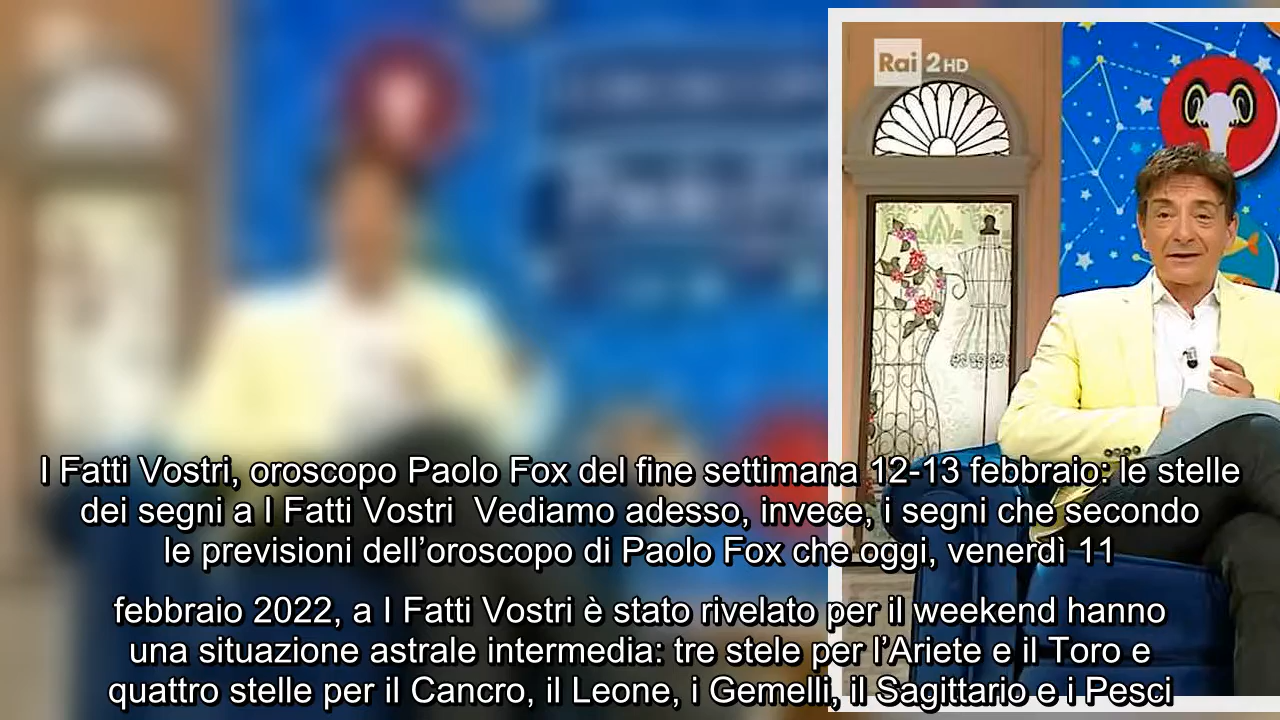 Rai 2 HD
I Fatti Vostri, oroscopo Paolo Fox del fine settimana 12-13 febbraio: le stelle
dei segni a I Fatti Vostri  Vediamo adesso, invece, i segni che secondo
le previsioni dell’oroscopo di Paolo Fox che oggi, venerdì 11
febbraio 2022, a I Fatti Vostri è stato rivelato per il weekend hanno
una situazione astrale intermedia: tre stele per l’Ariete e il Toro e
quattro stelle per il Cancro, il Leone, i Gemelli, il Sagittario e i Pesci